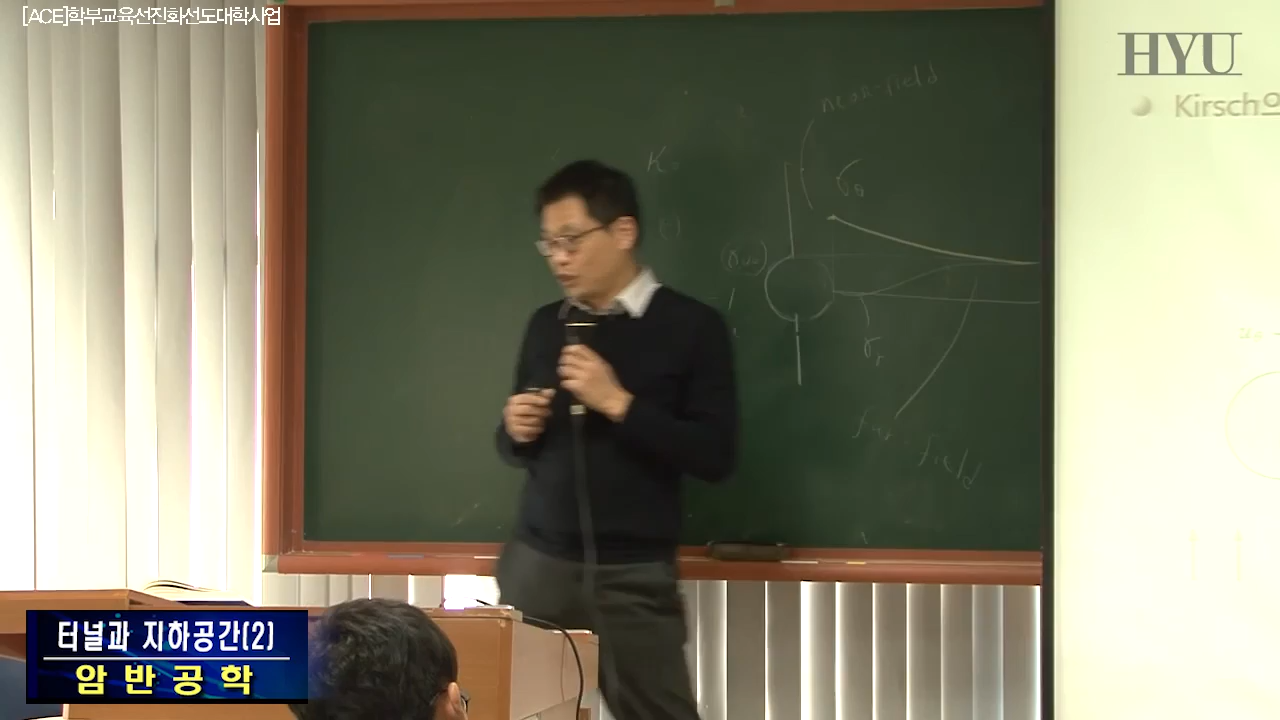 [ACE]학부교육선진화선도대학사업
HYU
Kirsch의
near-field
K₀
σθ
σr
far-field
터널과 지하공간(2)
암반공학